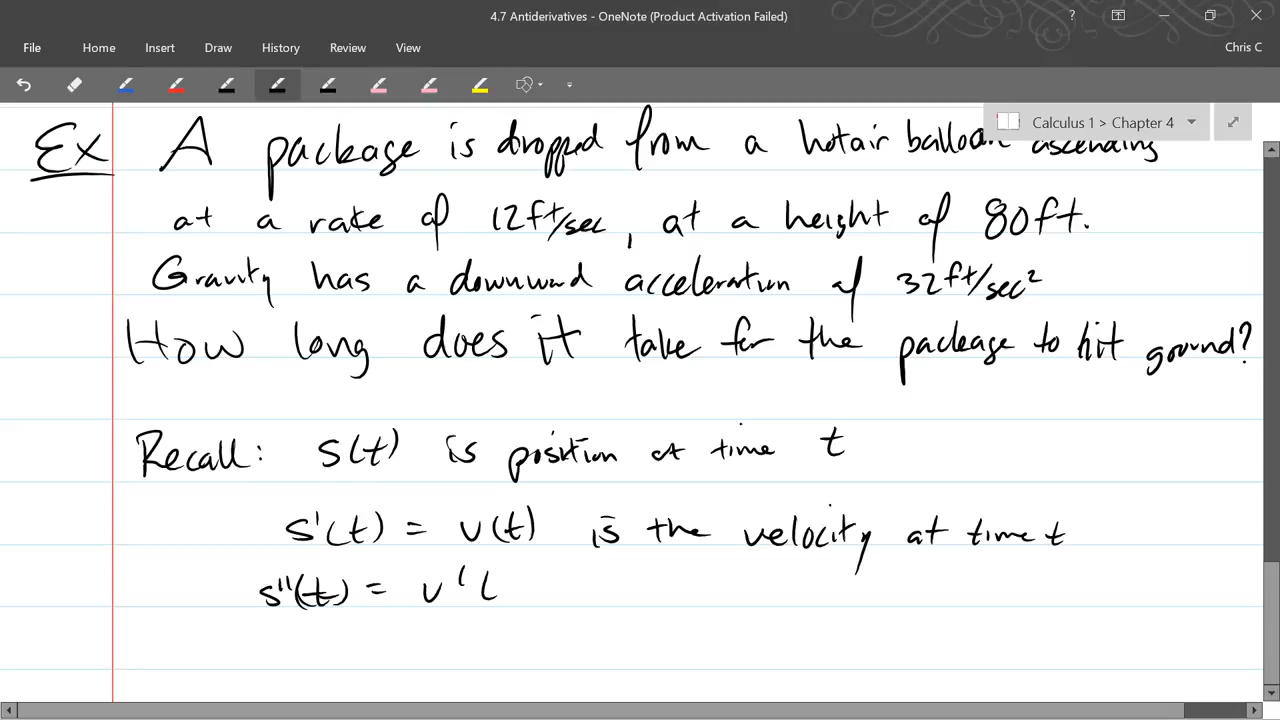 4.7 Antiderivatives - OneNote (Product Activation Failed)
File Home Insert Draw History Review View Chris C
Calculus 1 > Chapter 4
Ex A package is dropped from a hotair balloon ascending
at a rate of 12ft/sec, at a height of 80ft.
Gravity has a downward acceleration of 32ft/sec²
How long does it take for the package to hit ground?
Recall: s(t) is position at time t
s'(t) = v(t) is the velocity at time t
s''(t) = v'(